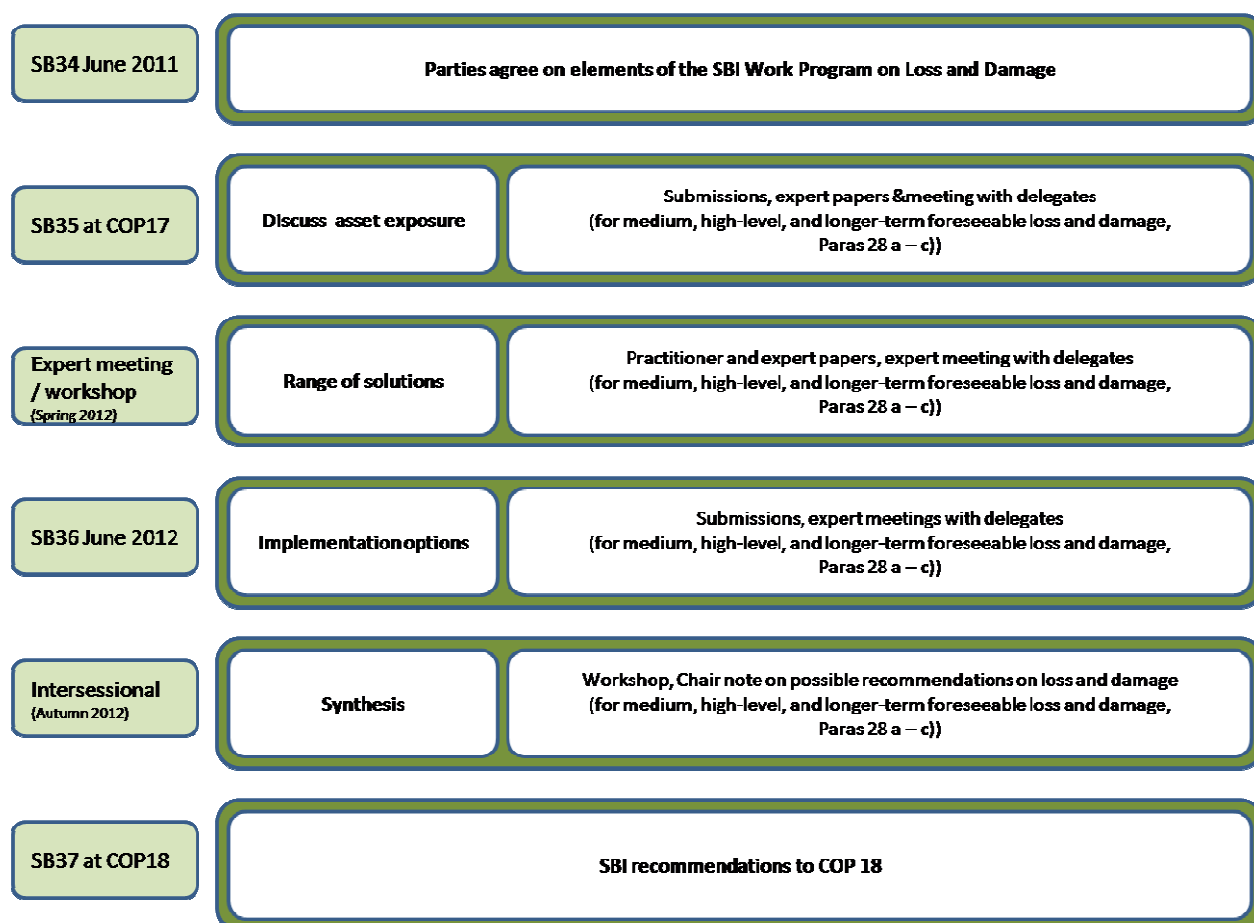 SB34 June 2011
Parties agree on elements of the SBI Work Program on Loss and Damage
SB35 at COP17
Discuss asset exposure
Submissions, expert papers &meeting with delegates
(for medium, high-level, and longer-term foreseeable loss and damage,
Paras 28 a – c))
Expert meeting
/ workshop
(Spring 2012)
Range of solutions
Practitioner and expert papers, expert meeting with delegates
(for medium, high-level, and longer-term foreseeable loss and damage,
Paras 28 a – c))
SB36 June 2012
Implementation options
Submissions, expert meetings with delegates
(for medium, high-level, and longer-term foreseeable loss and damage,
Paras 28 a – c))
Intersessional
(Autumn 2012)
Synthesis
Workshop, Chair note on possible recommendations on loss and damage
(for medium, high-level, and longer-term foreseeable loss and damage,
Paras 28 a – c))
SB37 at COP18
SBI recommendations to COP 18